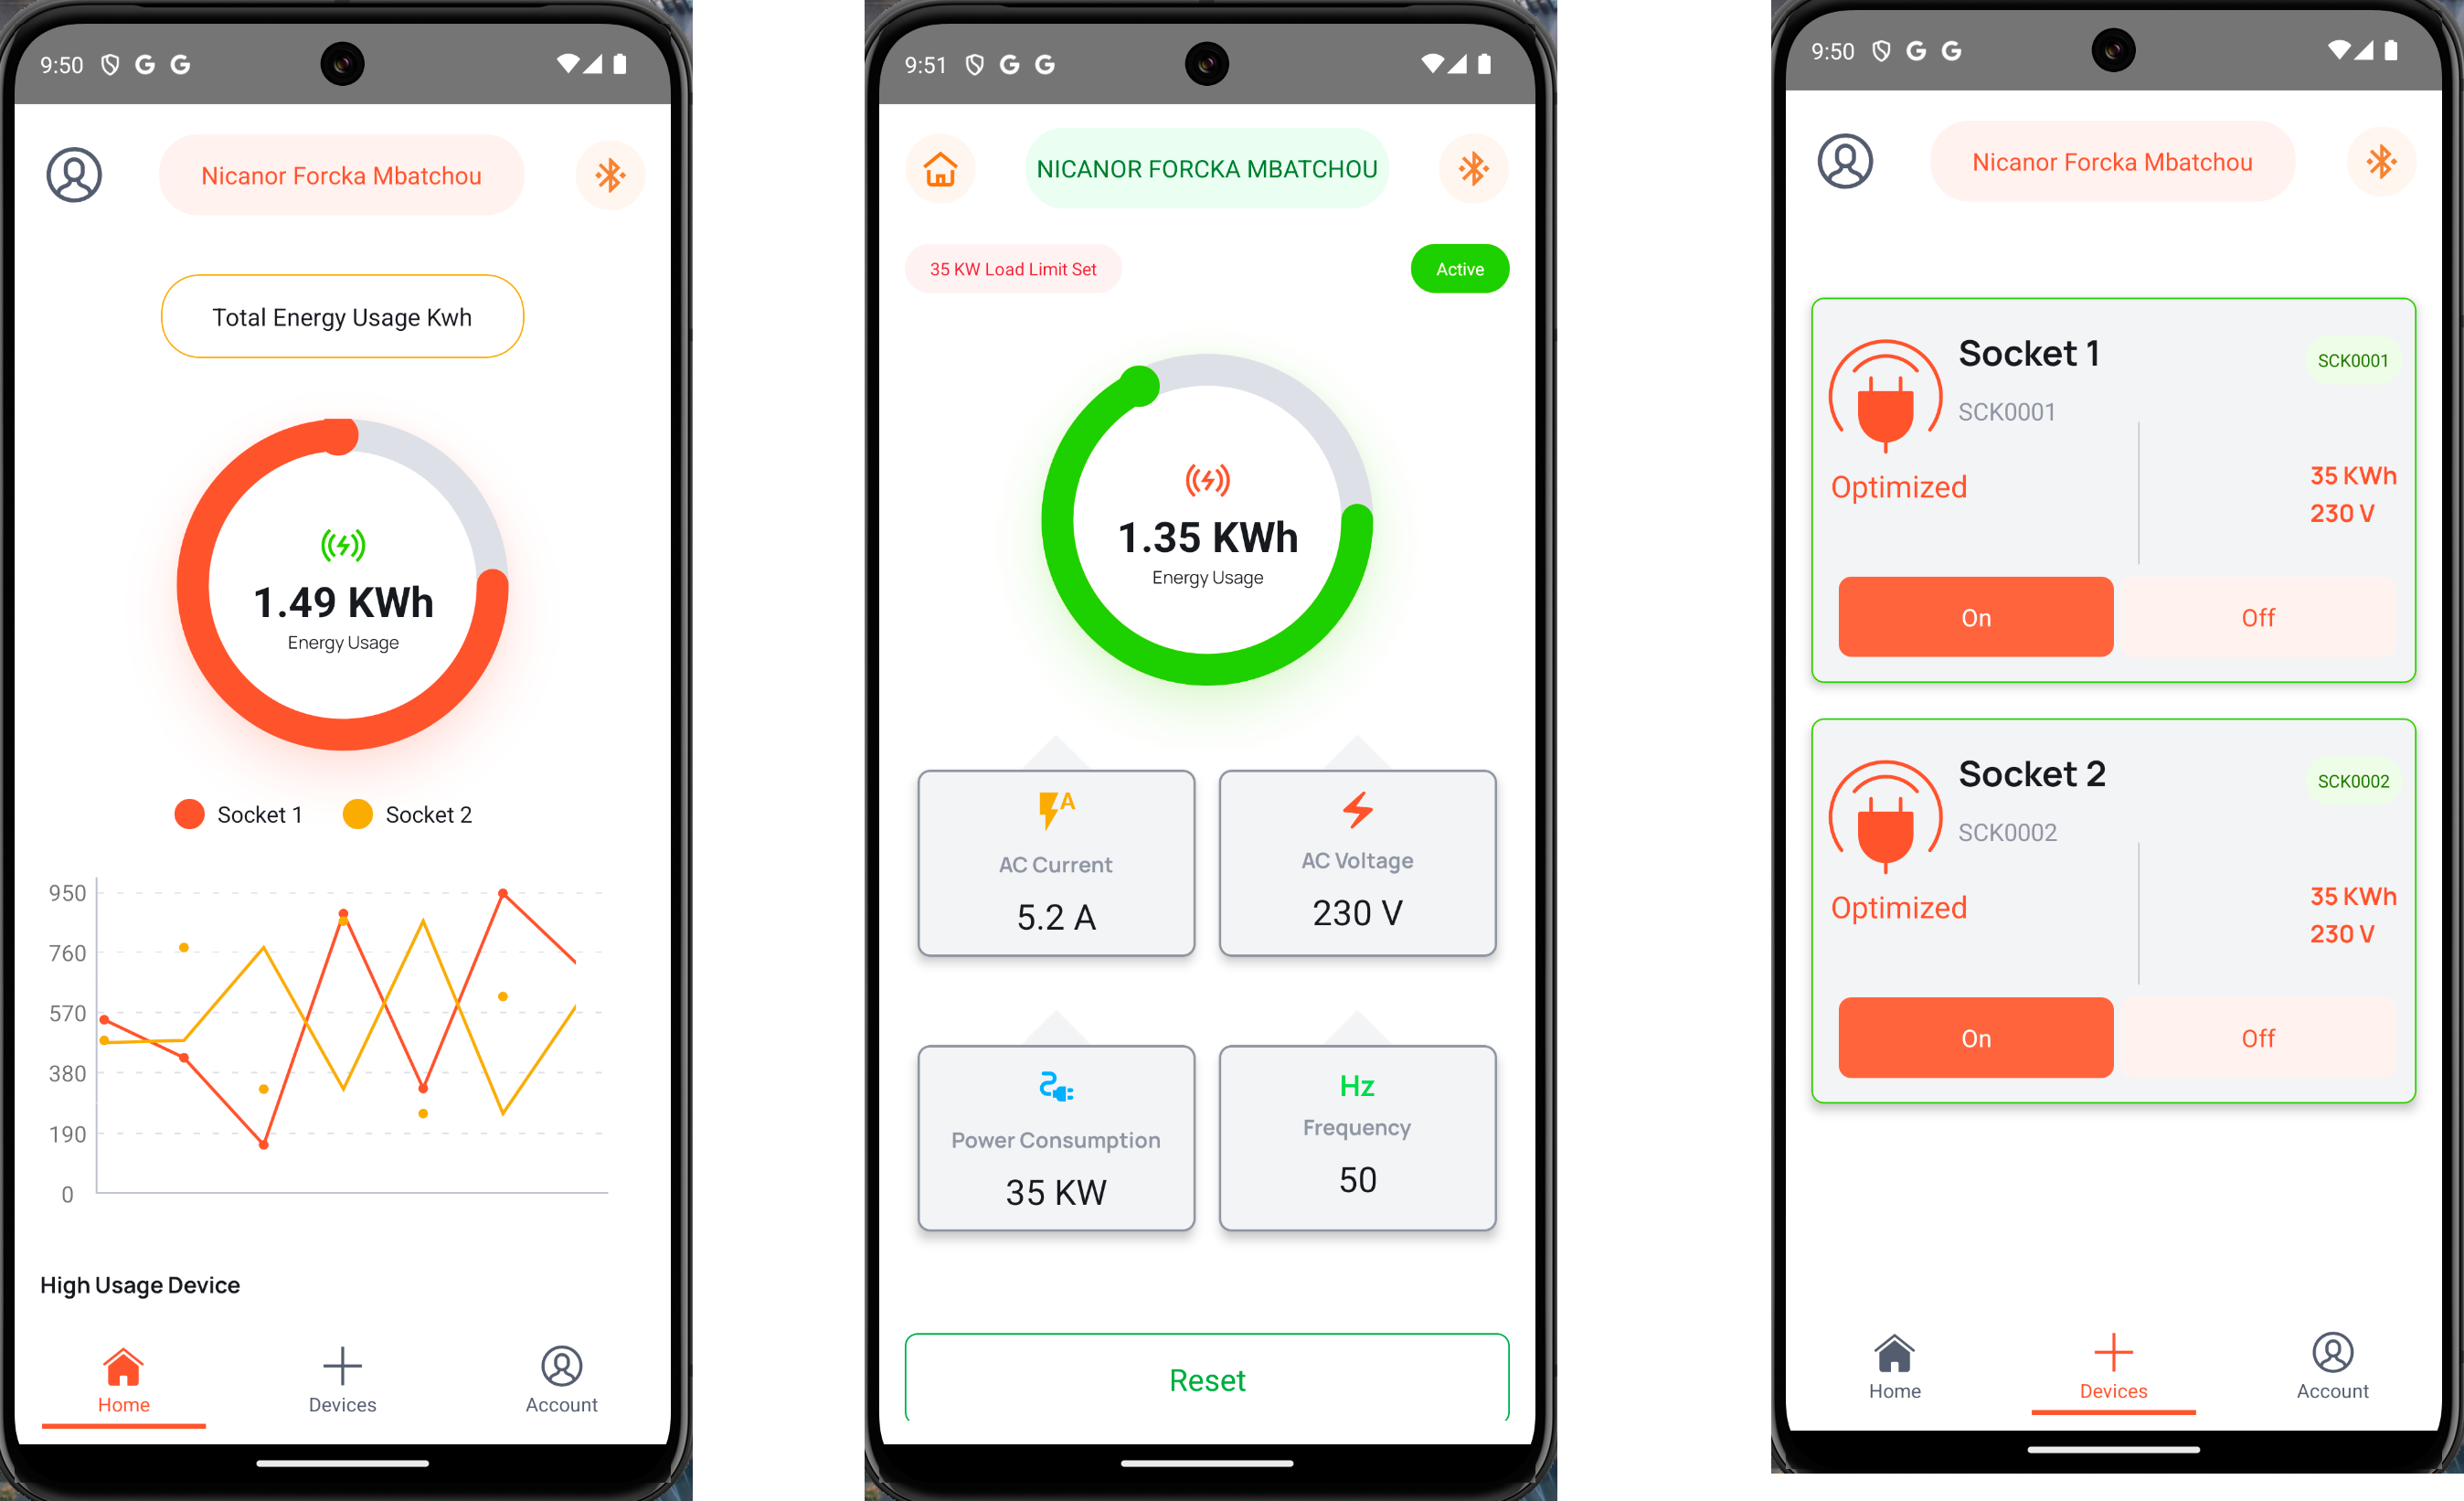 9:50 G G
Nicanor Forcka Mbatchou
Total Energy Usage Kwh
1.49 KWh
Energy Usage
Socket 1 Socket 2
950
760
570
380
190
0
High Usage Device
Home Devices Account
9:51 G G
NICANOR FORCKA MBATCHOU
35 KW Load Limit Set Active
1.35 KWh
Energy Usage
A
AC Current AC Voltage
5.2 A 230 V
Hz
Power Consumption Frequency
35 KW 50
Reset
9:50 G G
Nicanor Forcka Mbatchou
Socket 1 SCK0001
SCK0001
Optimized 35 KWh
230 V
On Off
Socket 2 SCK0002
SCK0002
Optimized 35 KWh
230 V
On Off
Home Devices Account